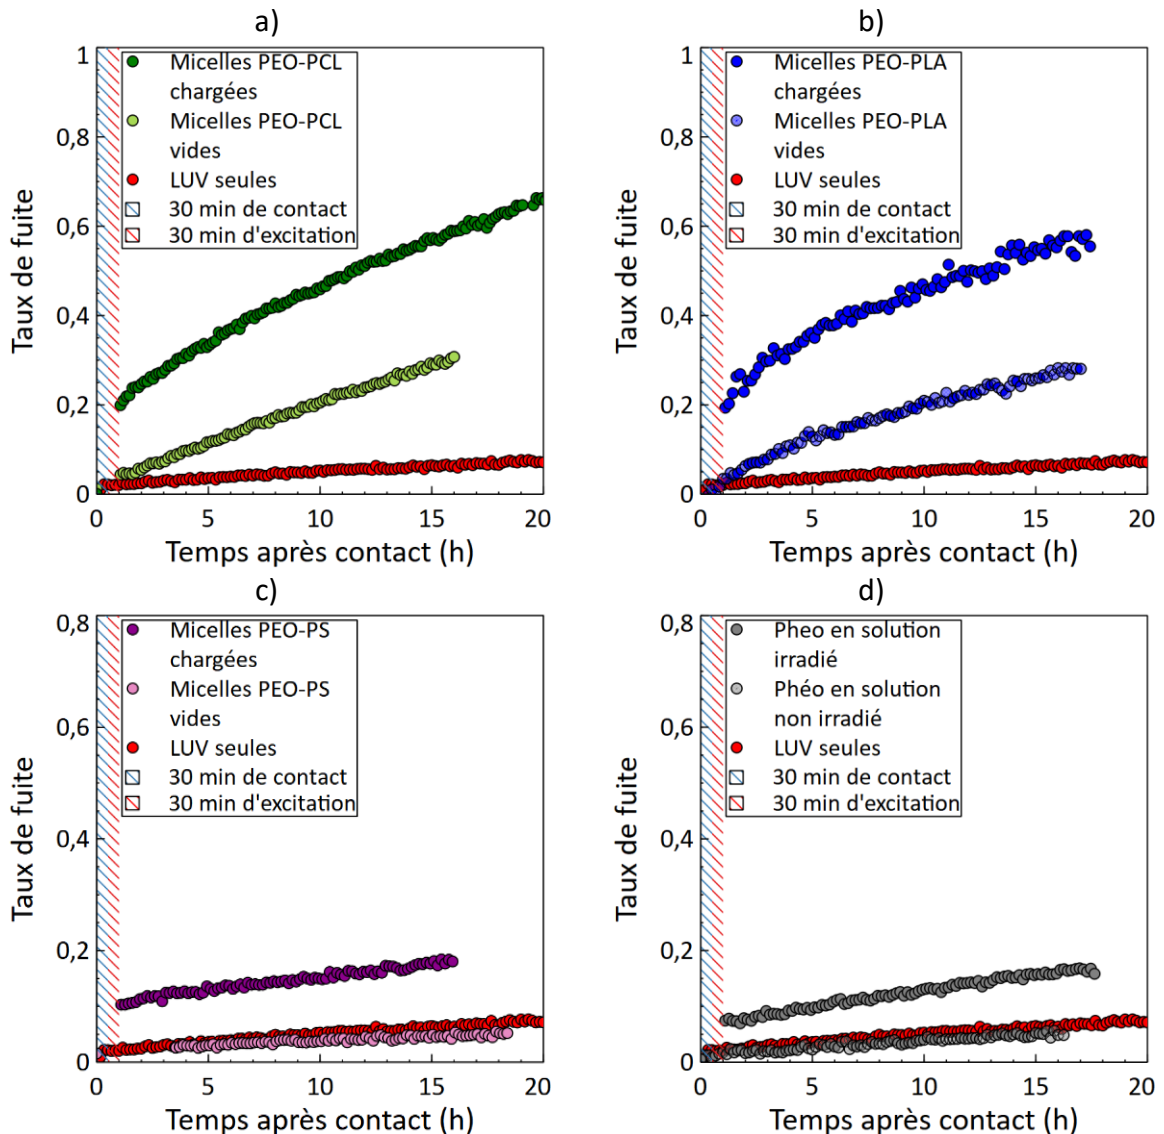 a)
Taux de fuite
1
0,8
0,6
0,4
0,2
0
Micelles PEO-PCL
chargées
Micelles PEO-PCL
vides
LUV seules
30 min de contact
30 min d'excitation
0 5 10 15 20
Temps après contact (h)
b)
Taux de fuite
1
0,8
0,6
0,4
0,2
0
Micelles PEO-PLA
chargées
Micelles PEO-PLA
vides
LUV seules
30 min de contact
30 min d'excitation
0 5 10 15 20
Temps après contact (h)
c)
Taux de fuite
0,8
0,6
0,4
0,2
0
Micelles PEO-PS
chargées
Micelles PEO-PS
vides
LUV seules
30 min de contact
30 min d'excitation
0 5 10 15 20
Temps après contact (h)
d)
Taux de fuite
0,8
0,6
0,4
0,2
0
Pheo en solution
irradié
Phéo en solution
non irradié
LUV seules
30 min de contact
30 min d'excitation
0 5 10 15 20
Temps après contact (h)